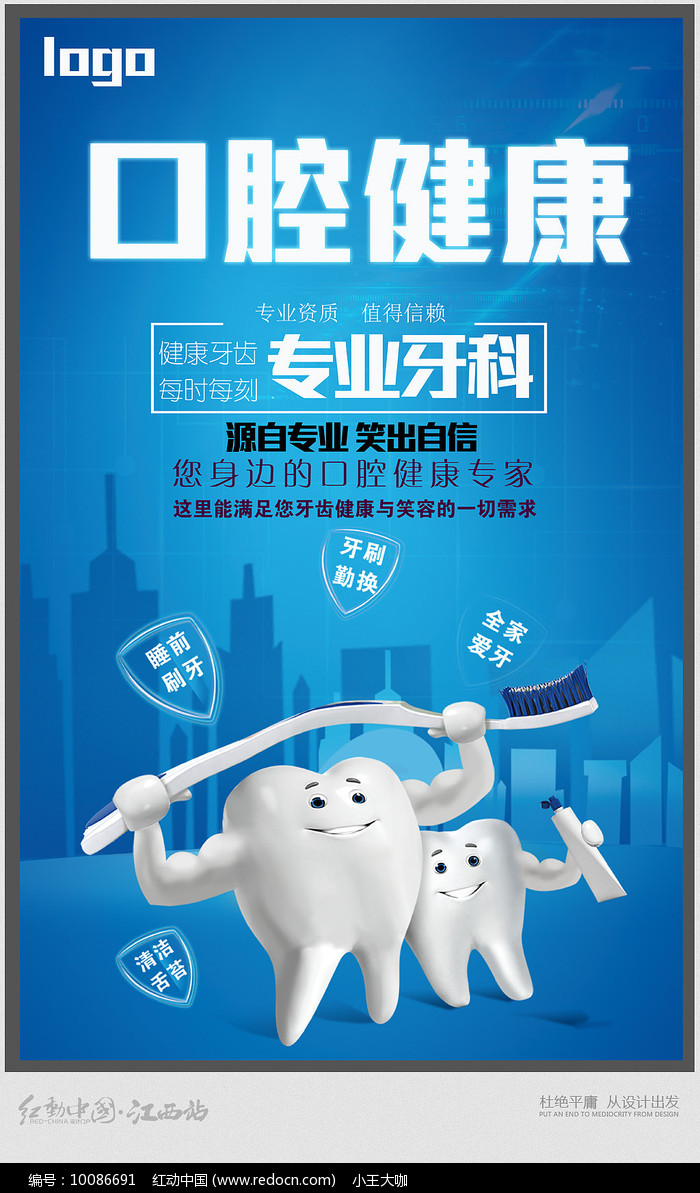 logo
口腔健康
专业资质 值得信赖
健康牙齿
每时每刻
专业牙科
源自专业 笑出自信
您身边的口腔健康专家
这里能满足您牙齿健康与笑容的一切需求
牙刷
勤换
全家
爱牙
睡前
刷牙
清洁
舌苔
红動中國·江西站
RED-CHINA
杜绝平庸 从设计出发
PUT AN END TO MEDIOCRITY FROM DESIGN
编号：10086691 红动中国 (www.redocn.com) 小王大咖